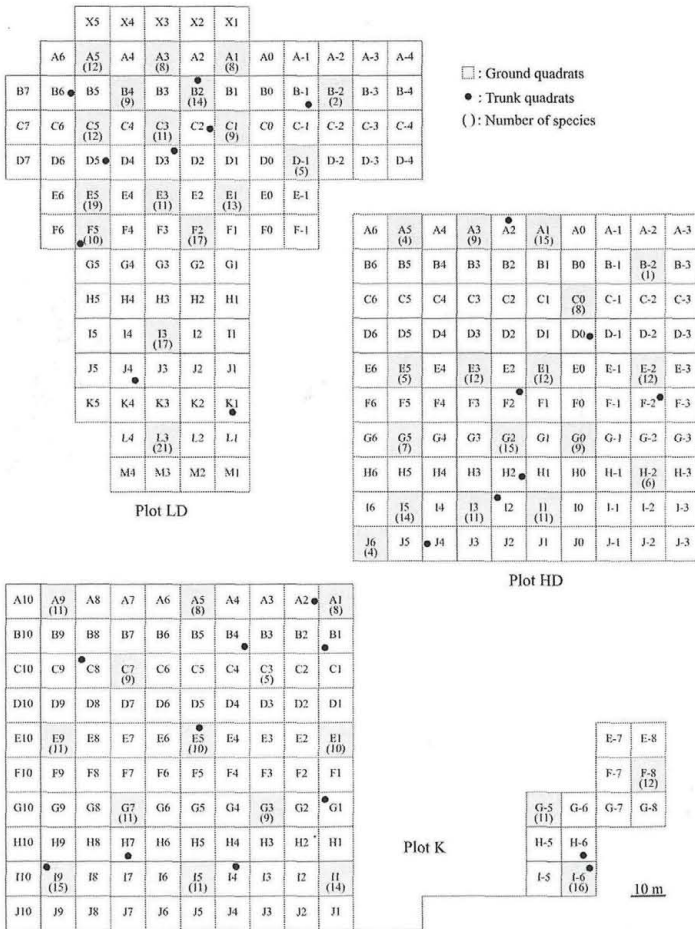 X5 X4 X3 X2 X1
A6 A5 A4 A3 A2 A1 A0 A-1 A-2 A-3 A-4
(12) (8) (8)
B7 B6 B5 B4 B3 B2 B1 B0 B-1 B-2 B-3 B-4
(9) (14) (2)
C7 C6 C5 C4 C3 C2 C1 C0 C-1 C-2 C-3 C-4
(12) (11) (9)
D7 D6 D5 D4 D3 D2 D1 D0 D-1 D-2 D-3 D-4
(5)
E6 E5 E4 E3 E2 E1 E0 E-1
(19) (11) (13)
F6 F5 F4 F3 F2 F1 F0 F-1
(10) (17)
G5 G4 G3 G2 G1
H5 H4 H3 H2 H1
I5 I4 I3 I2 I1
(17)
J5 J4 J3 J2 J1
K5 K4 K3 K2 K1
L4 L3 L2 L1
(21)
M4 M3 M2 M1
Plot LD
: Ground quadrats
: Trunk quadrats
( ): Number of species
A6 A5 A4 A3 A2 A1 A0 A-1 A-2 A-3
(4) (9) (15)
B6 B5 B4 B3 B2 B1 B0 B-1 B-2 B-3
(1)
C6 C5 C4 C3 C2 C1 C0 C-1 C-2 C-3
(8)
D6 D5 D4 D3 D2 D1 D0 D-1 D-2 D-3
E6 E5 E4 E3 E2 E1 E0 E-1 E-2 E-3
(5) (12) (12) (12)
F6 F5 F4 F3 F2 F1 F0 F-1 F-2 F-3
G6 G5 G4 G3 G2 G1 G0 G-1 G-2 G-3
(7) (15) (9)
H6 H5 H4 H3 H2 H1 H0 H-1 H-2 H-3
(6)
I6 I5 I4 I3 I2 I1 I0 I-1 I-2 I-3
(14) (11) (11)
J6 J5 J4 J3 J2 J1 J0 J-1 J-2 J-3
(4)
Plot HD
A10 A9 A8 A7 A6 A5 A4 A3 A2 A1
(11) (8) (8)
B10 B9 B8 B7 B6 B5 B4 B3 B2 B1
C10 C9 C8 C7 C6 C5 C4 C3 C2 C1
(9) (5)
D10 D9 D8 D7 D6 D5 D4 D3 D2 D1
E10 E9 E8 E7 E6 E5 E4 E3 E2 E1
(11) (10) (10)
F10 F9 F8 F7 F6 F5 F4 F3 F2 F1
G10 G9 G8 G7 G6 G5 G4 G3 G2 G1
(11) (9)
H10 H9 H8 H7 H6 H5 H4 H3 H2 H1
I10 I9 I8 I7 I6 I5 I4 I3 I2 I1
(15) (11) (14)
J10 J9 J8 J7 J6 J5 J4 J3 J2 J1
Plot K
E-7 E-8
F-7 F-8
(12)
G-5 G-6 G-7 G-8
(11)
H-5 H-6
I-5 I-6
(16)
10 m